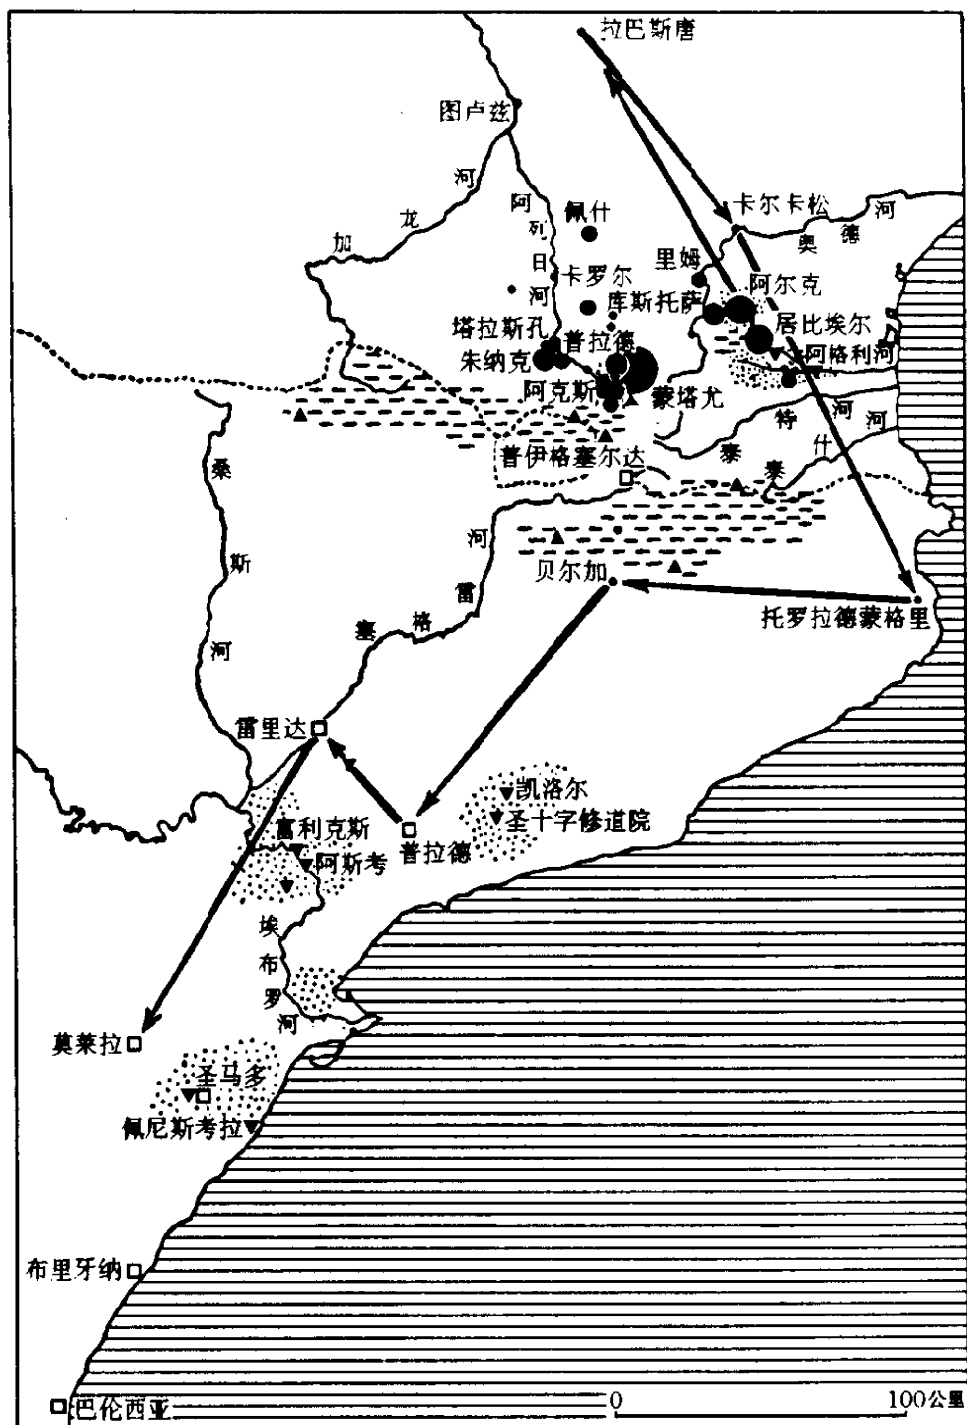 拉巴斯唐
图卢兹
加龙河
阿列日河
佩什
卡尔卡松
奥德河
里姆
卡罗尔
阿尔克
库斯托萨
居比埃尔
塔拉斯孔
普拉德
阿格利河
朱纳克
阿克斯
蒙塔尤
泰特河
泰什河
普伊格塞尔达
桑斯河
塞格雷河
贝尔加
托罗拉德蒙格里
雷里达
凯洛尔
圣十字修道院
富利克斯
普拉德
阿斯考
埃布罗河
莫莱拉
圣马多
佩尼斯考拉
布里牙纳
巴伦西亚
0
100公里